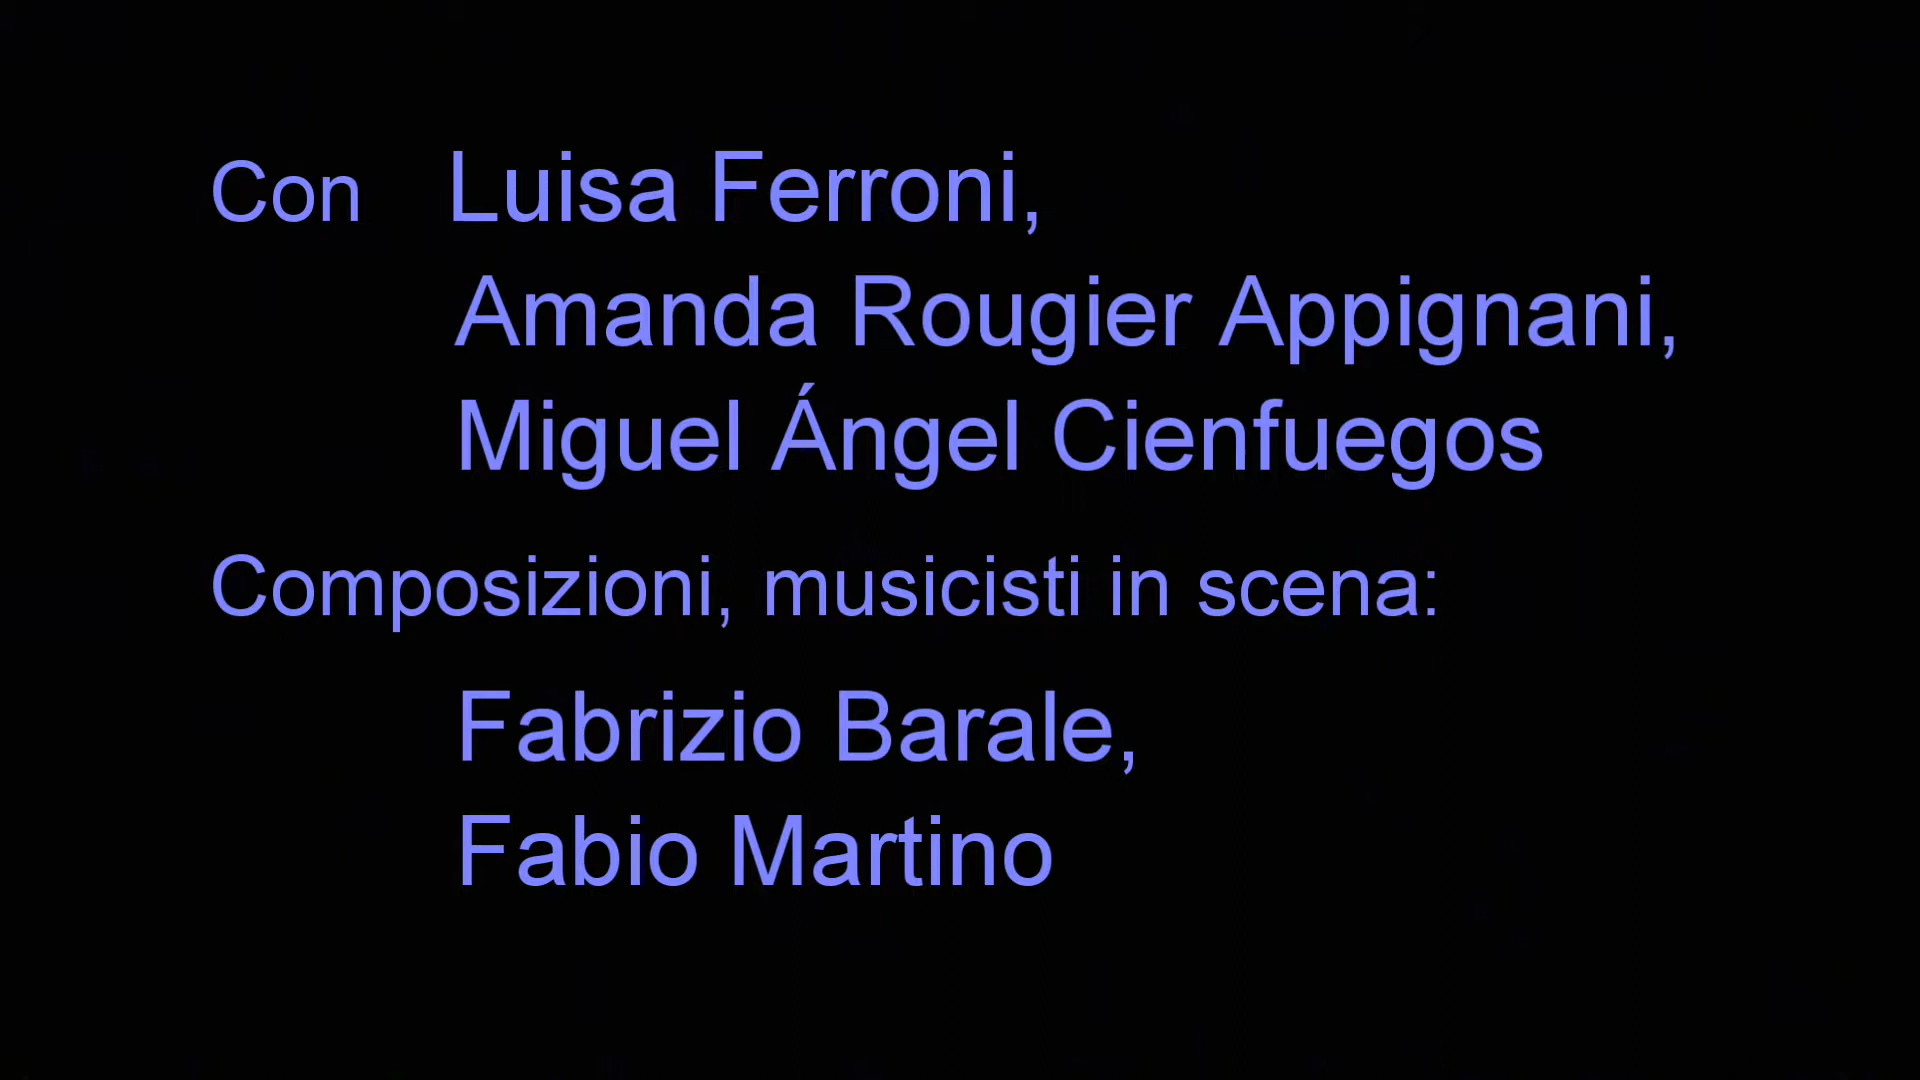 Con Luisa Ferroni,
Amanda Rougier Appignani,
Miguel Ángel Cienfuegos
Composizioni, musicisti in scena:
Fabrizio Barale,
Fabio Martino